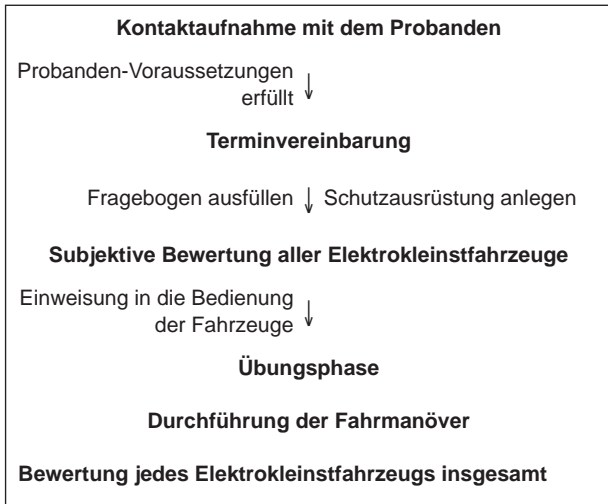 Kontaktaufnahme mit dem Probanden
Probanden-Voraussetzungen
erfüllt
Terminvereinbarung
Fragebogen ausfüllen
Schutzausrüstung anlegen
Subjektive Bewertung aller Elektrokleinstfahrzeuge
Einweisung in die Bedienung
der Fahrzeuge
Übungsphase
Durchführung der Fahrmanöver
Bewertung jedes Elektrokleinstfahrzeugs insgesamt